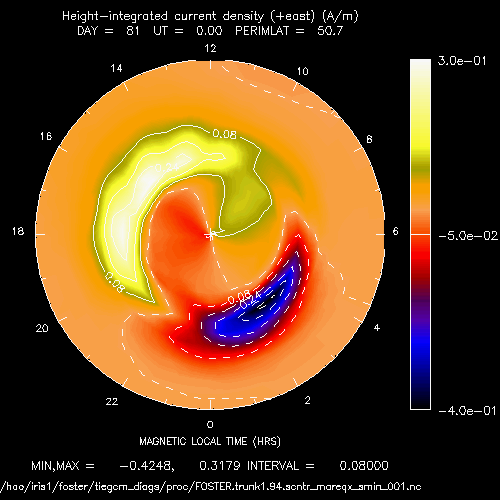 Height-integrated current density (+east) (A/m)
DAY = 81 UT = 0.00 PERIMLAT = 50.7
12
14
10
16
8
18
6
20
4
22
2
0
0.08
0.08
-0.08
-0.24
3.0e-01
-5.0e-02
-4.0e-01
MAGNETIC LOCAL TIME (HRS)
MIN,MAX = -0.4248, 0.3179 INTERVAL = 0.08000
/hao/iris1/foster/tiegcm_diags/proc/FOSTER.trunk1.94.scntr_mareqx_smin_001.nc